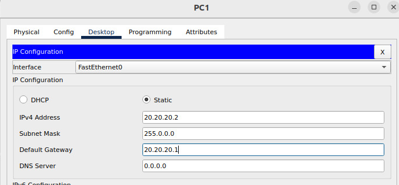 PC1
Physical Config Desktop Programming Attributes
IP Configuration X
Interface FastEthernet0
IP Configuration
DHCP Static
IPv4 Address 20.20.20.2
Subnet Mask 255.0.0.0
Default Gateway 20.20.20.1
DNS Server 0.0.0.0
IPv6 Configuration